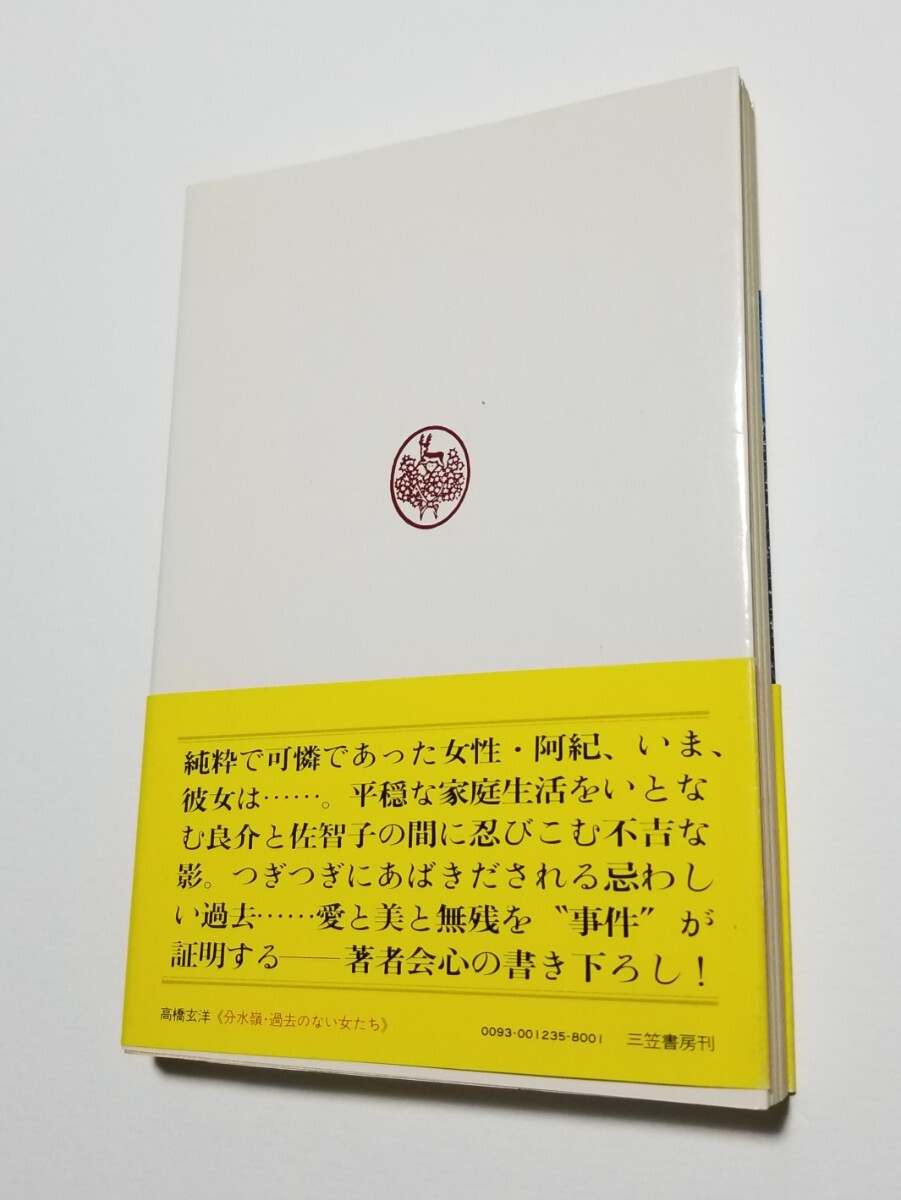 純粋で可憐であった女性・阿紀、いま、
彼女は……。平穏な家庭生活をいとな
む良介と佐智子の間に忍びこむ不吉な
影。つぎつぎにあばきだされる忌わし
い過去……愛と美と無残を〝事件〟が
証明する――著者会心の書き下ろし!
高橋玄洋《分水嶺・過去のない女たち》 0093-001235-8001 三笠書房刊